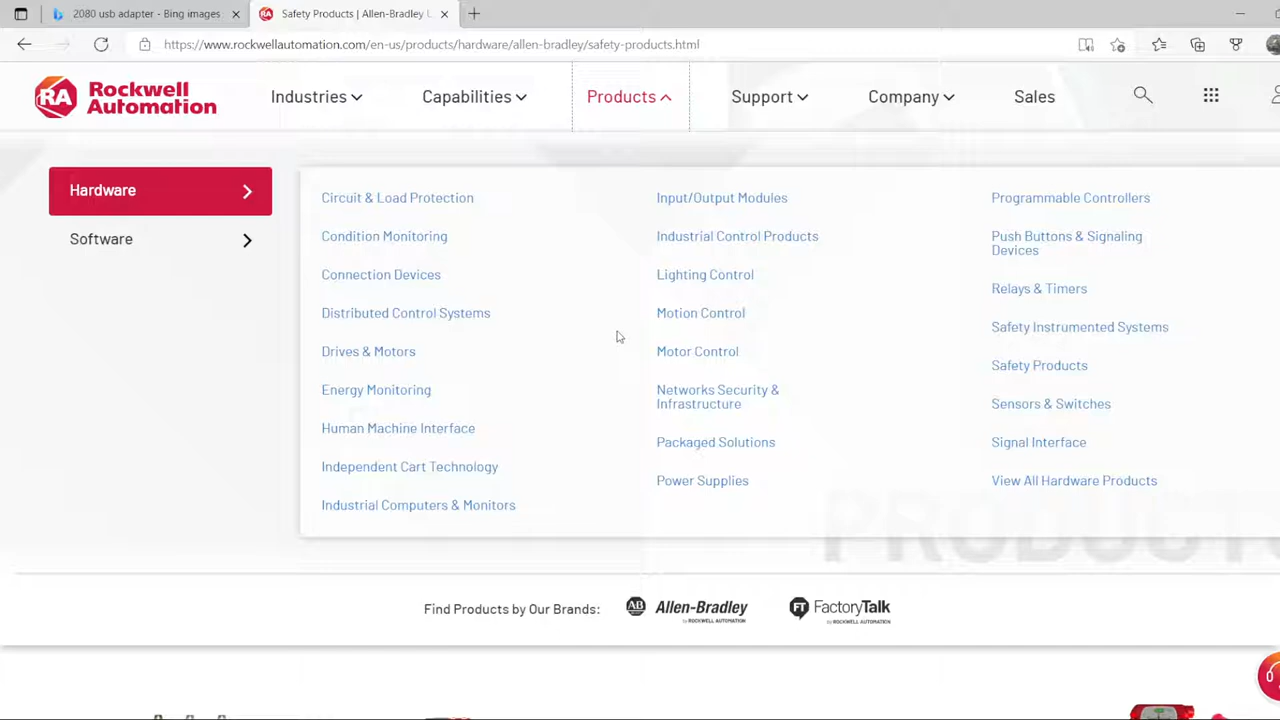 2080 usb adapter - Bing images
Safety Products | Allen-Bradley U
https://www.rockwellautomation.com/en-us/products/hardware/allen-bradley/safety-products.html
RA
Rockwell
Automation
Industries
Capabilities
Products
Support
Company
Sales
Hardware
Software
Circuit & Load Protection
Condition Monitoring
Connection Devices
Distributed Control Systems
Drives & Motors
Energy Monitoring
Human Machine Interface
Independent Cart Technology
Industrial Computers & Monitors
Input/Output Modules
Industrial Control Products
Lighting Control
Motion Control
Motor Control
Networks Security &
Infrastructure
Packaged Solutions
Power Supplies
Programmable Controllers
Push Buttons & Signaling
Devices
Relays & Timers
Safety Instrumented Systems
Safety Products
Sensors & Switches
Signal Interface
View All Hardware Products
PRODUCTS
Find Products by Our Brands:
AB Allen-Bradley
by ROCKWELL AUTOMATION
FT FactoryTalk
by ROCKWELL AUTOMATION